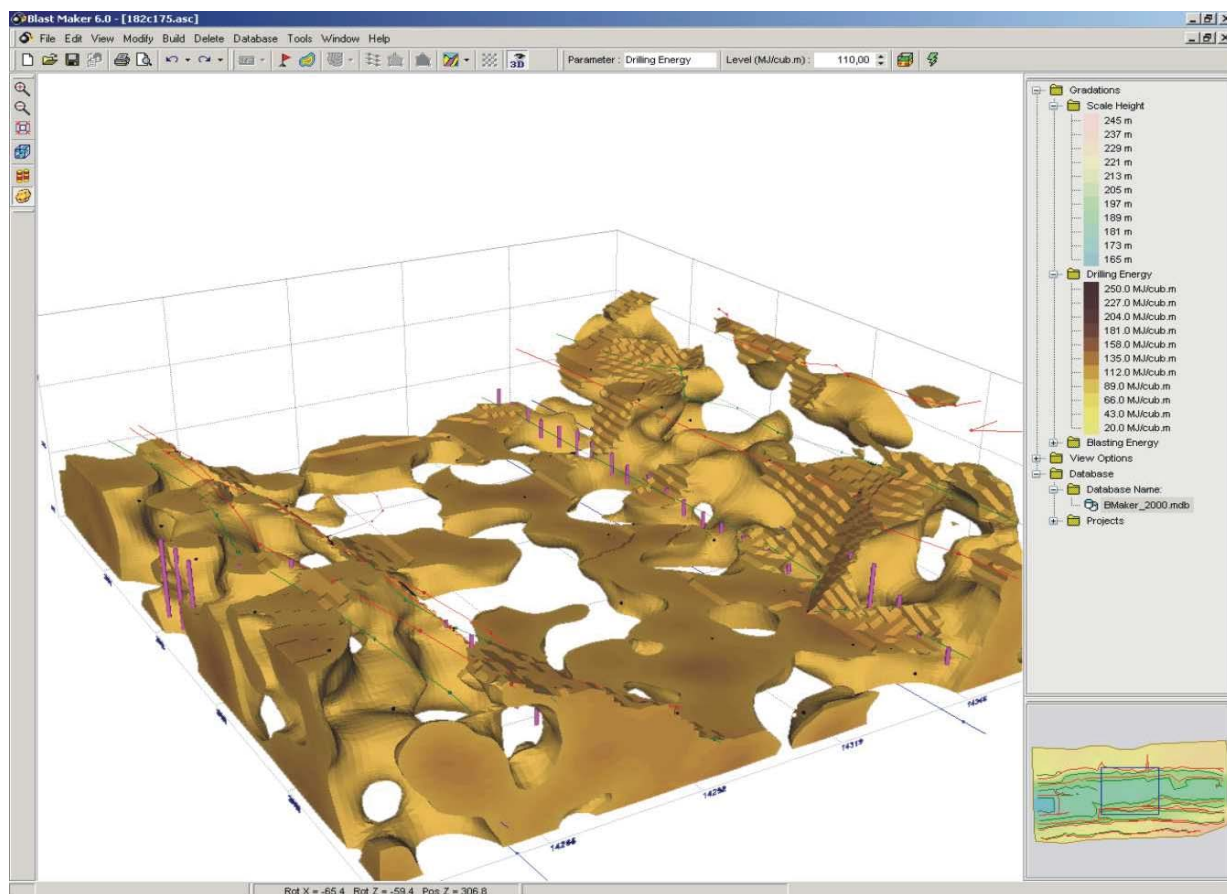 Blast Maker 6.0 - [182c175.asc]
File Edit View Modify Build Delete Database Tools Window Help
3D Parameter : Drilling Energy Level (MJ/cub.m) : 110,00
Gradations
Scale Height
245 m
237 m
229 m
221 m
213 m
205 m
197 m
189 m
181 m
173 m
165 m
Drilling Energy
250.0 MJ/cub.m
227.0 MJ/cub.m
204.0 MJ/cub.m
181.0 MJ/cub.m
158.0 MJ/cub.m
135.0 MJ/cub.m
112.0 MJ/cub.m
89.0 MJ/cub.m
66.0 MJ/cub.m
43.0 MJ/cub.m
20.0 MJ/cub.m
Blasting Energy
View Options
Database
Database Name:
BMaker_2000.mdb
Projects
14319
14292
14265
Rot X = -65.4 Rot Z = -59.4 Pos Z = 306.8